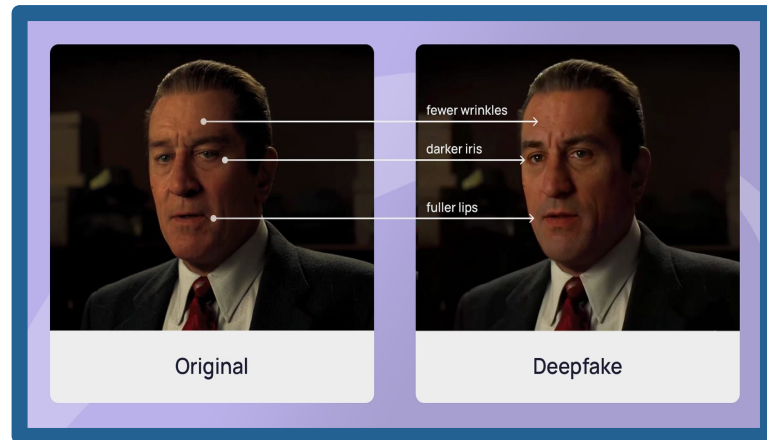 fewer wrinkles
darker iris
fuller lips
Original
Deepfake